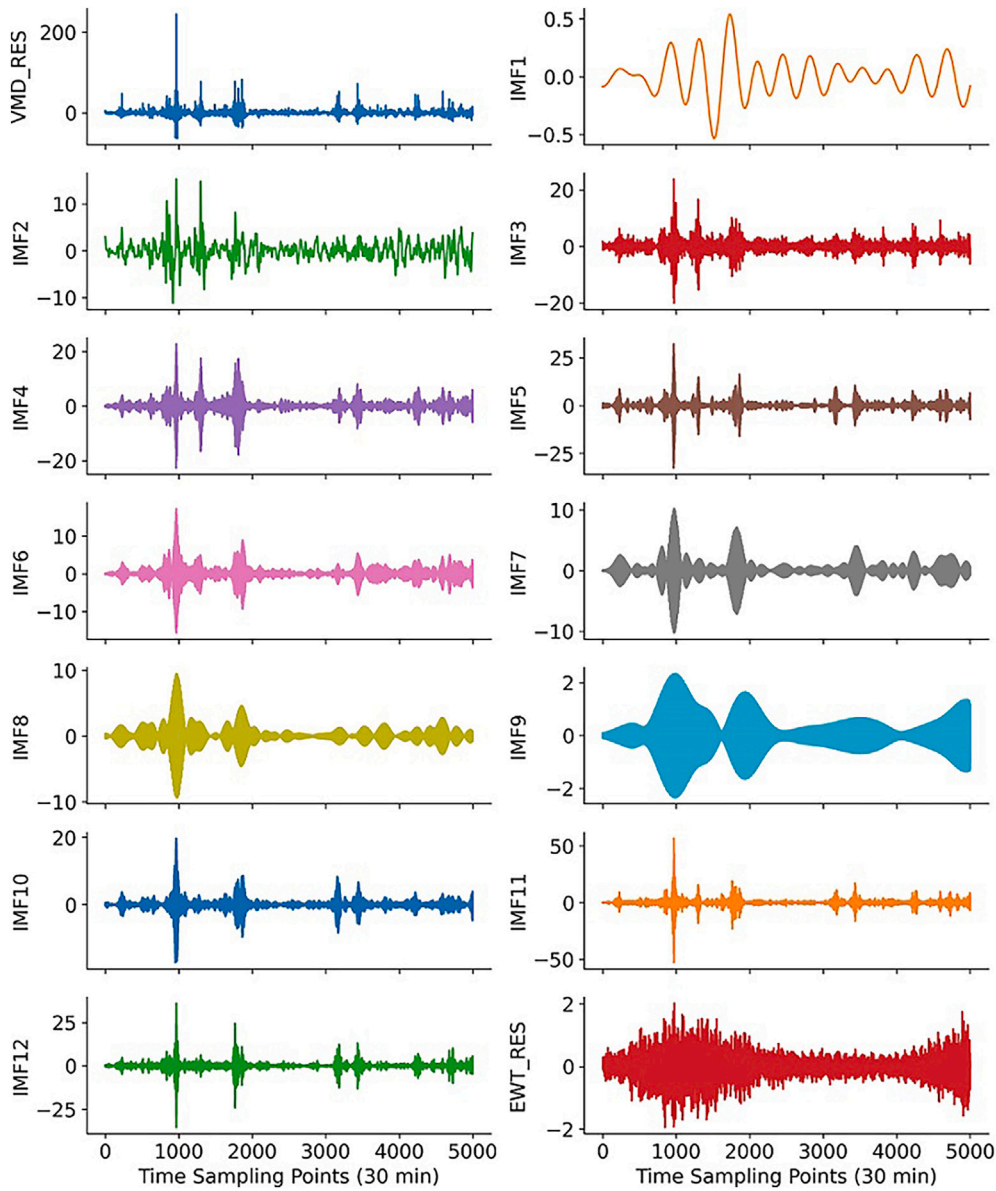 VMD_RES
200
0
IMF1
0.5
0.0
−0.5
IMF2
10
0
−10
IMF3
20
0
−20
IMF4
20
0
−20
IMF5
25
0
−25
IMF6
10
0
−10
IMF7
10
0
−10
IMF8
10
0
−10
IMF9
2
0
−2
IMF10
20
0
IMF11
50
0
−50
IMF12
25
0
−25
EWT_RES
2
0
−2
0 1000 2000 3000 4000 5000
Time Sampling Points (30 min)
0 1000 2000 3000 4000 5000
Time Sampling Points (30 min)